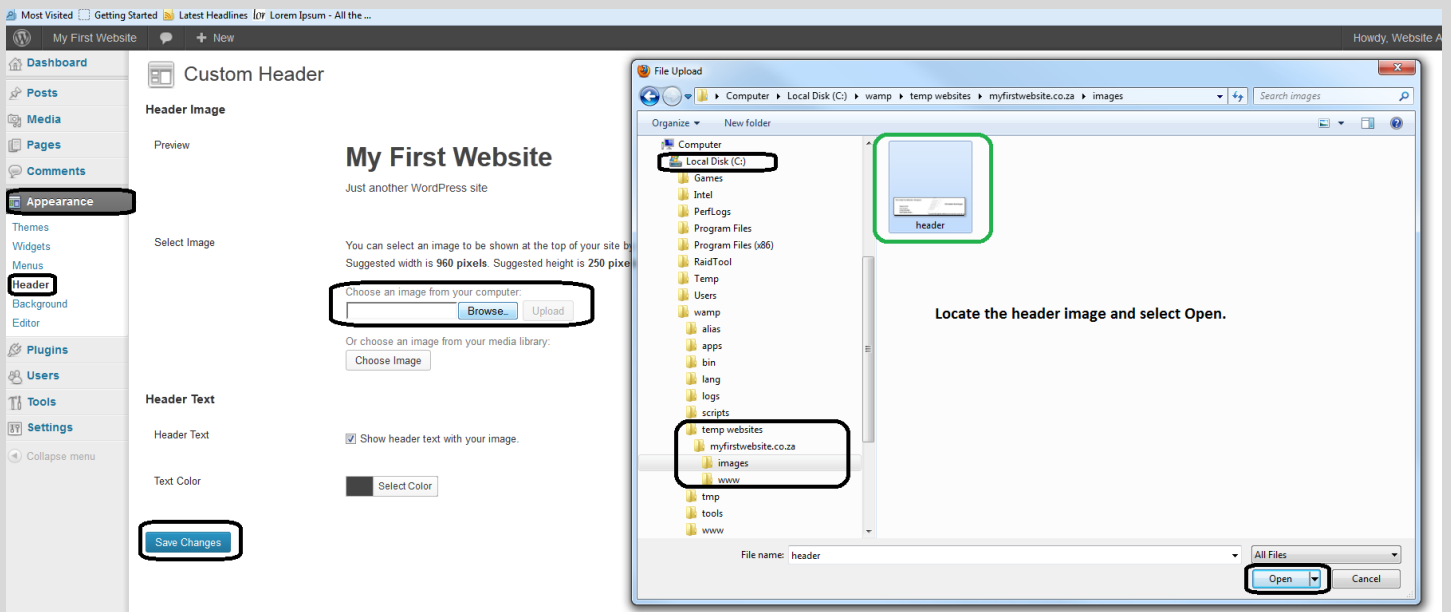 Most Visited Getting Started Latest Headlines Lorem Ipsum - All the ...
My First Website + New Howdy, Website A
Dashboard
Posts
Media
Pages
Comments
Appearance
Themes
Widgets
Menus
Header
Background
Editor
Plugins
Users
Tools
Settings
Collapse menu
Custom Header
Header Image
Preview
My First Website
Just another WordPress site
Select Image
You can select an image to be shown at the top of your site by
Suggested width is 960 pixels. Suggested height is 250 pixe
Choose an image from your computer:
Browse.. Upload
Or choose an image from your media library:
Choose Image
Header Text
Header Text
Show header text with your image.
Text Color
Select Color
Save Changes
File Upload
Computer Local Disk (C:) wamp temp websites myfirstwebsite.co.za images Search images
Organize New folder
Computer
Local Disk (C:)
Games
Intel
PerfLogs
Program Files
Program Files (x86)
RaidTool
Temp
Users
wamp
alias
apps
bin
lang
logs
scripts
temp websites
myfirstwebsite.co.za
images
www
tmp
tools
www
header
Locate the header image and select Open.
File name: header All Files
Open Cancel